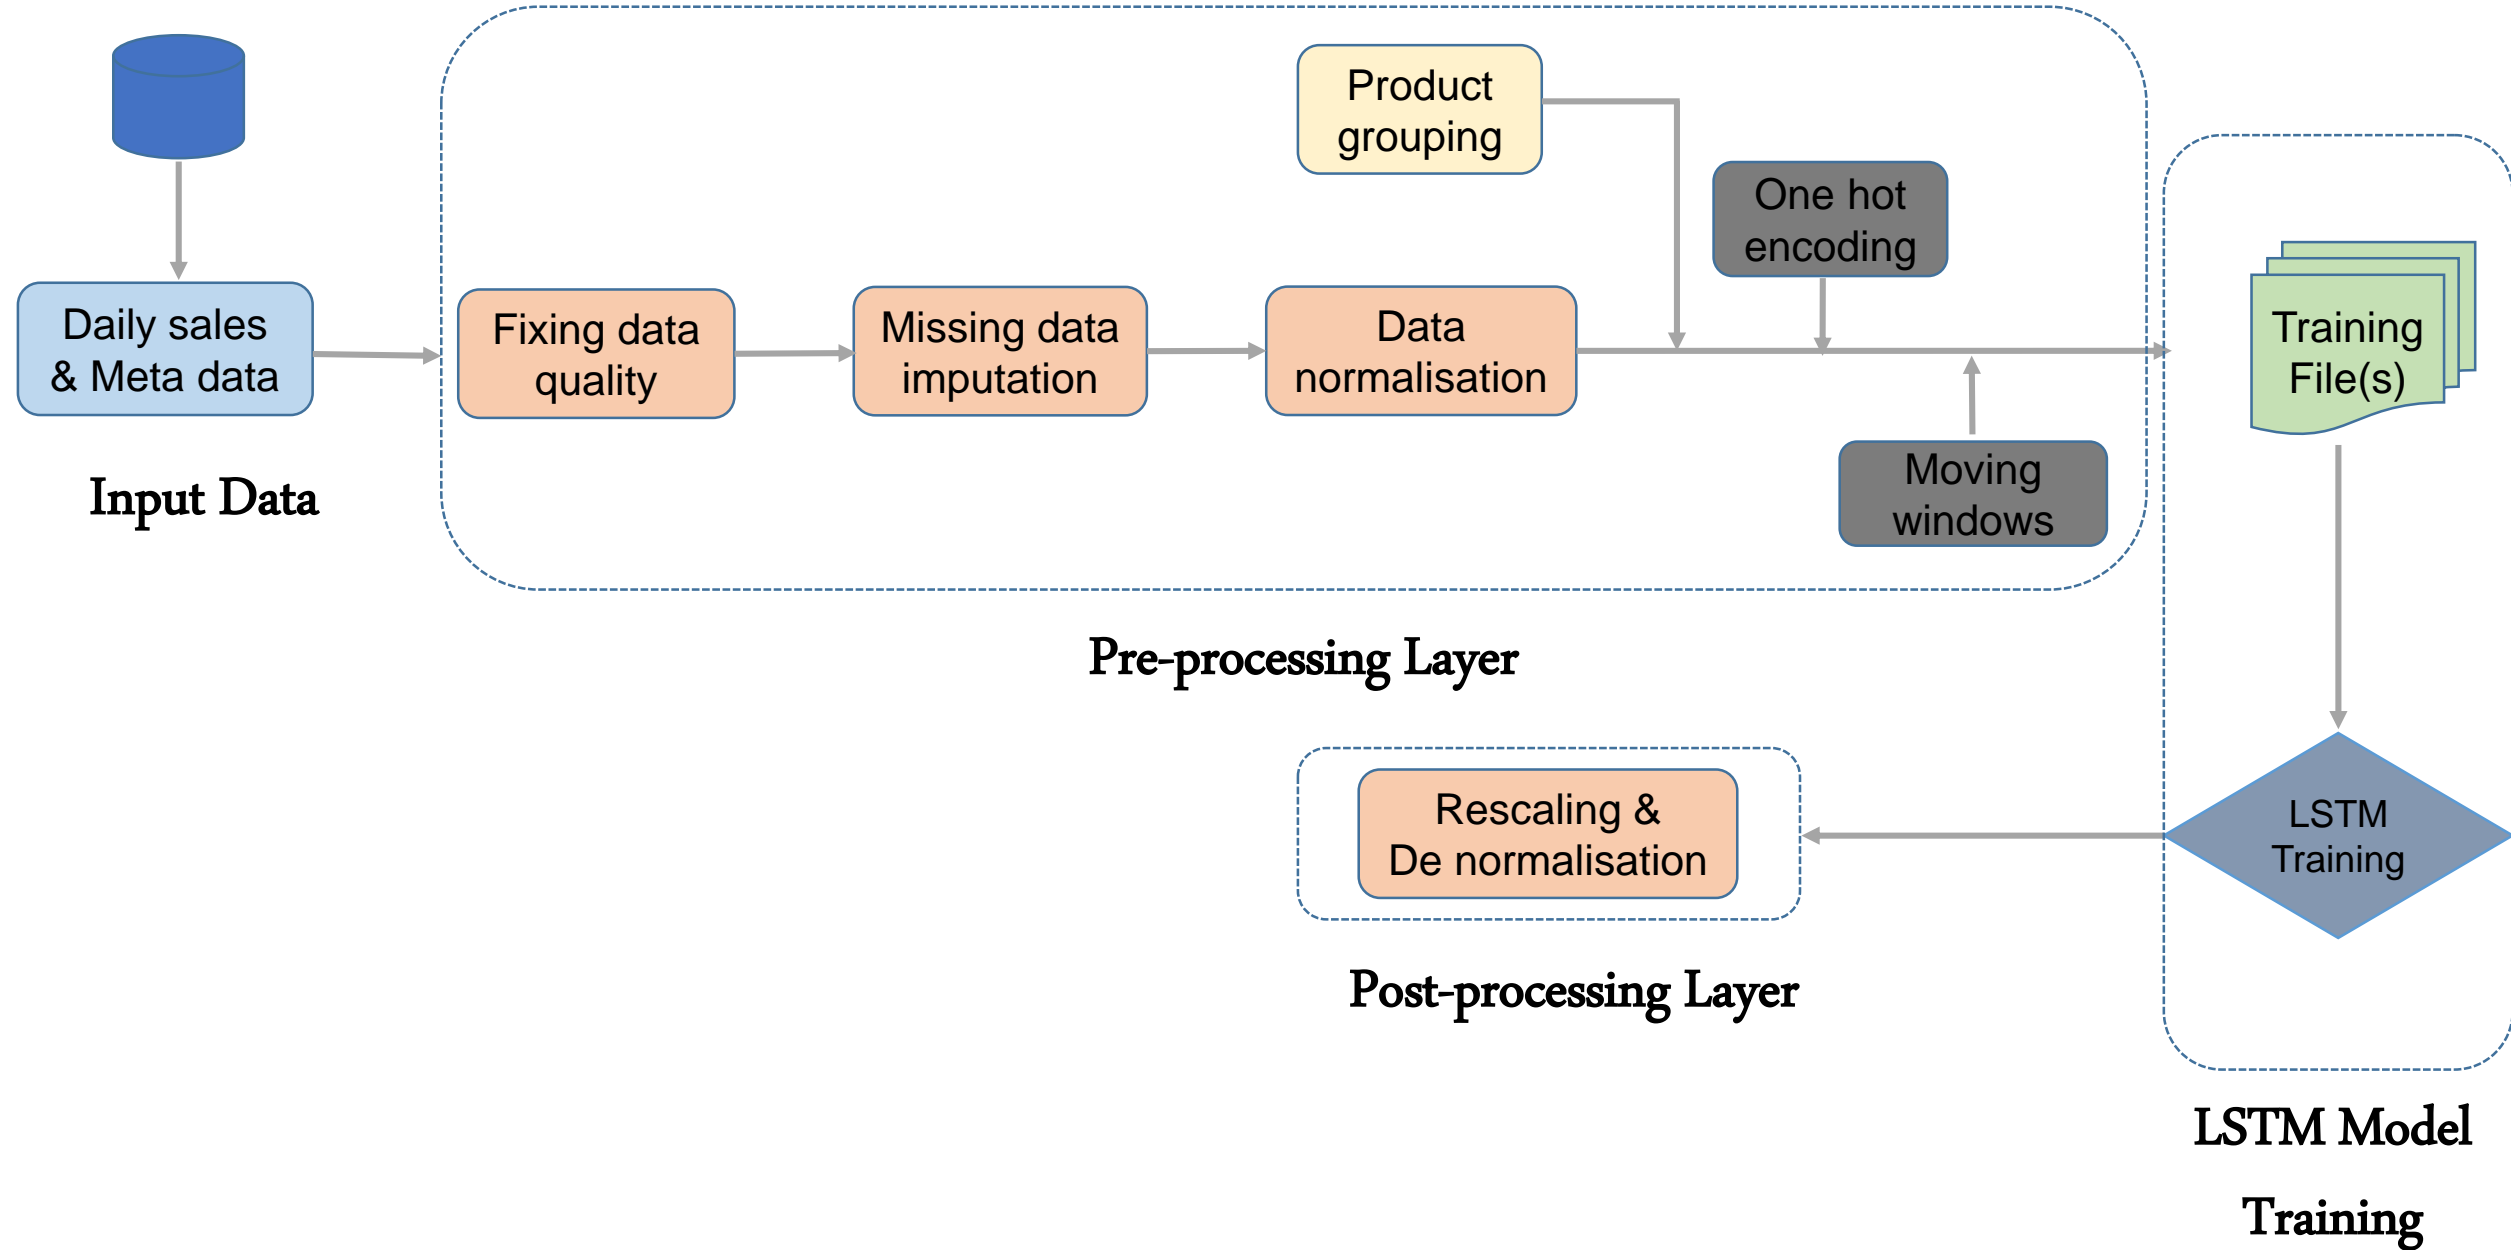 Product
grouping
One hot
encoding
Daily sales
& Meta data
Fixing data
quality
Missing data
imputation
Data
normalisation
Training
File(s)
Moving
windows
Input Data
Pre-processing Layer
Rescaling &
De normalisation
LSTM
Training
Post-processing Layer
LSTM Model
Training